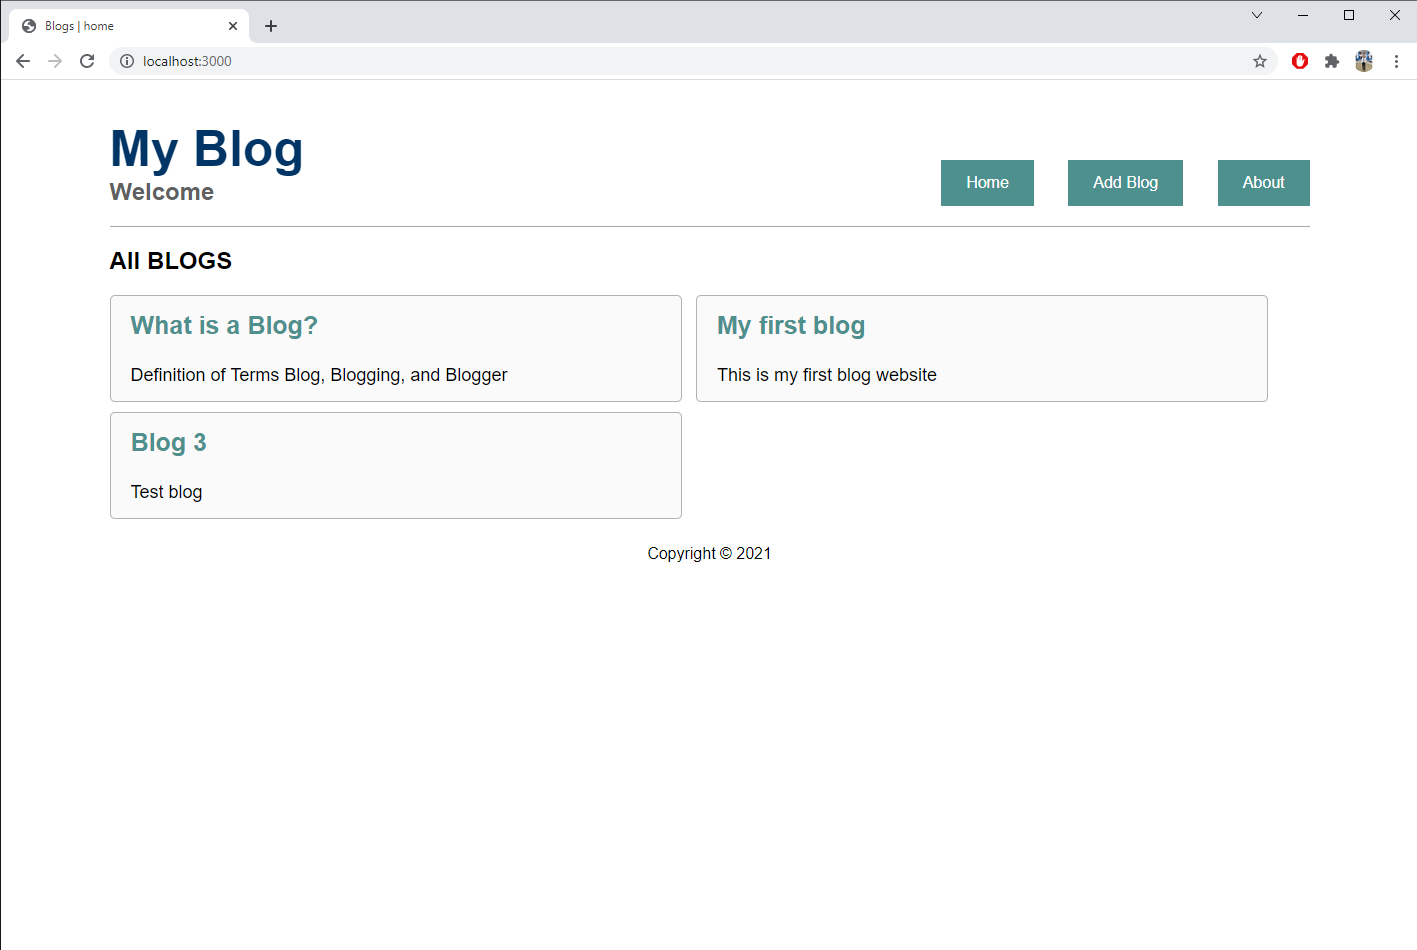 Blogs | home
localhost:3000
My Blog
Welcome
Home
Add Blog
About
All BLOGS
What is a Blog?
Definition of Terms Blog, Blogging, and Blogger
My first blog
This is my first blog website
Blog 3
Test blog
Copyright © 2021